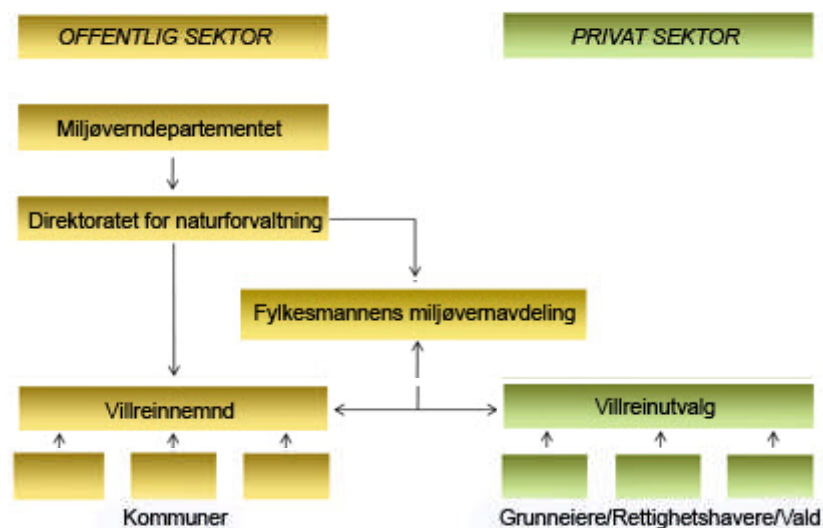 OFFENTLIG SEKTOR
PRIVAT SEKTOR
Miljøverndepartementet
Direktoratet for naturforvaltning
Fylkesmannens miljøvernavdeling
Villreinnemnd
Villreinutvalg
Kommuner
Grunneiere/Rettighetshavere/Vald